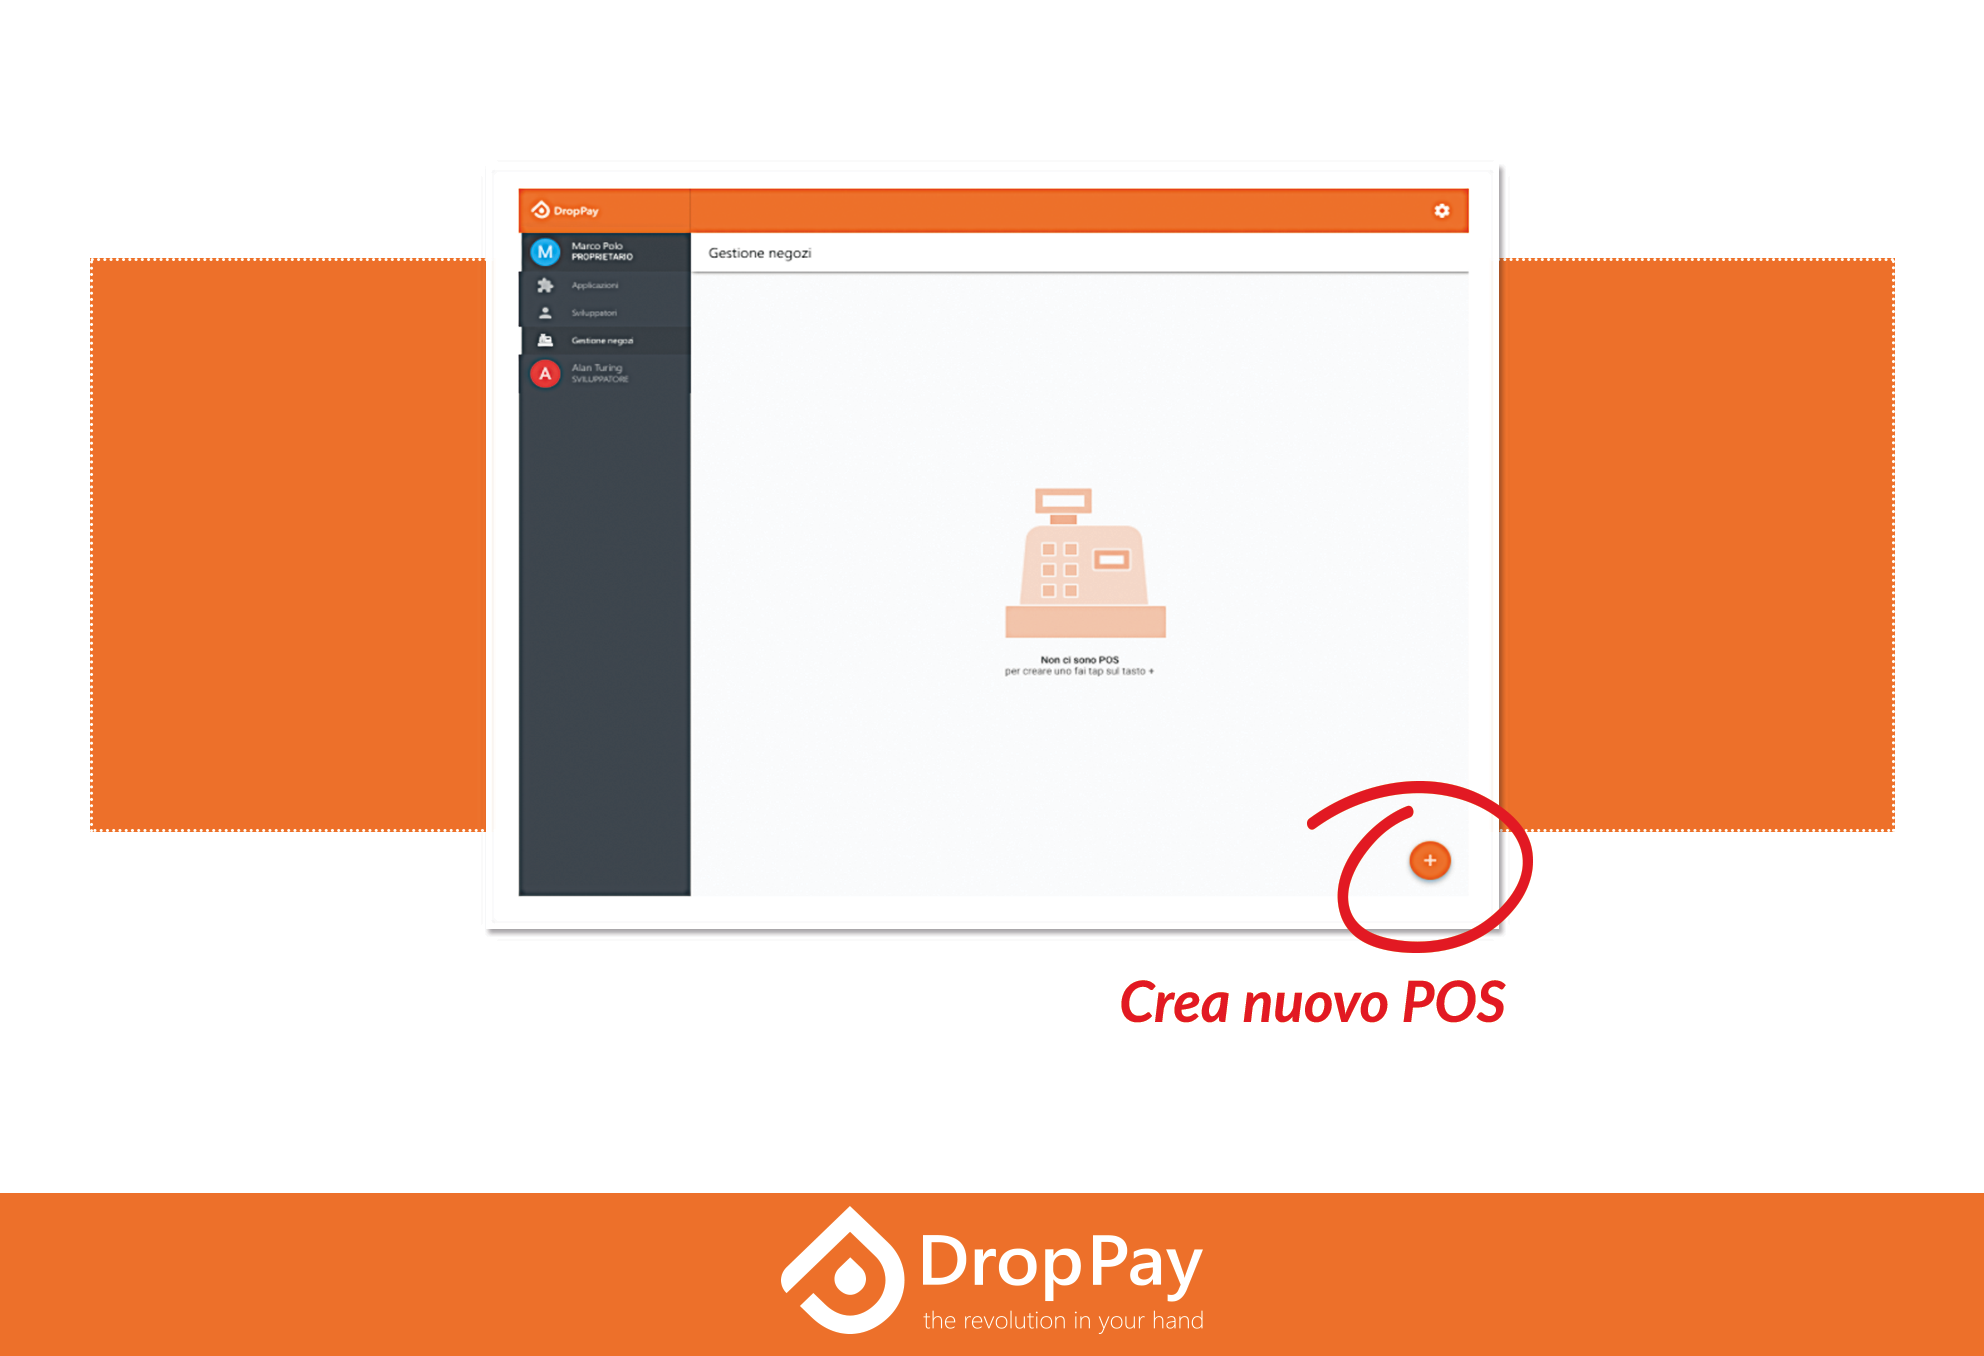 DropPay
M
Marco Polo
PROPRIETARIO
Gestione negozi
Applicazioni
Sviluppatori
Gestione negozi
A
Alan Turing
SVILUPPATORE
Non ci sono POS
per creare uno fai tap sul tasto +
+
Crea nuovo POS
DropPay
the revolution in your hand